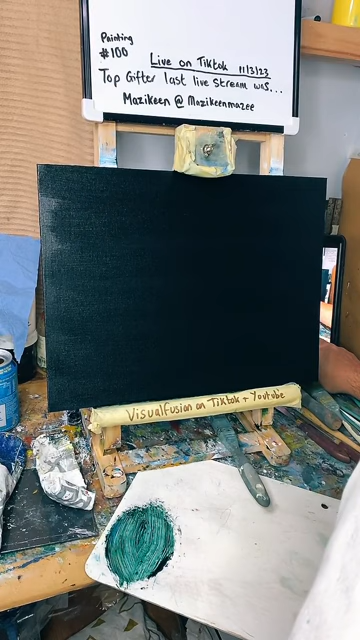 Painting
#100
Live on Tiktok 11/3/23
Top Gifter last live Stream was...
Mazikeen @ Mazikeenmazee
Visualfusion on Tiktok + Youtube